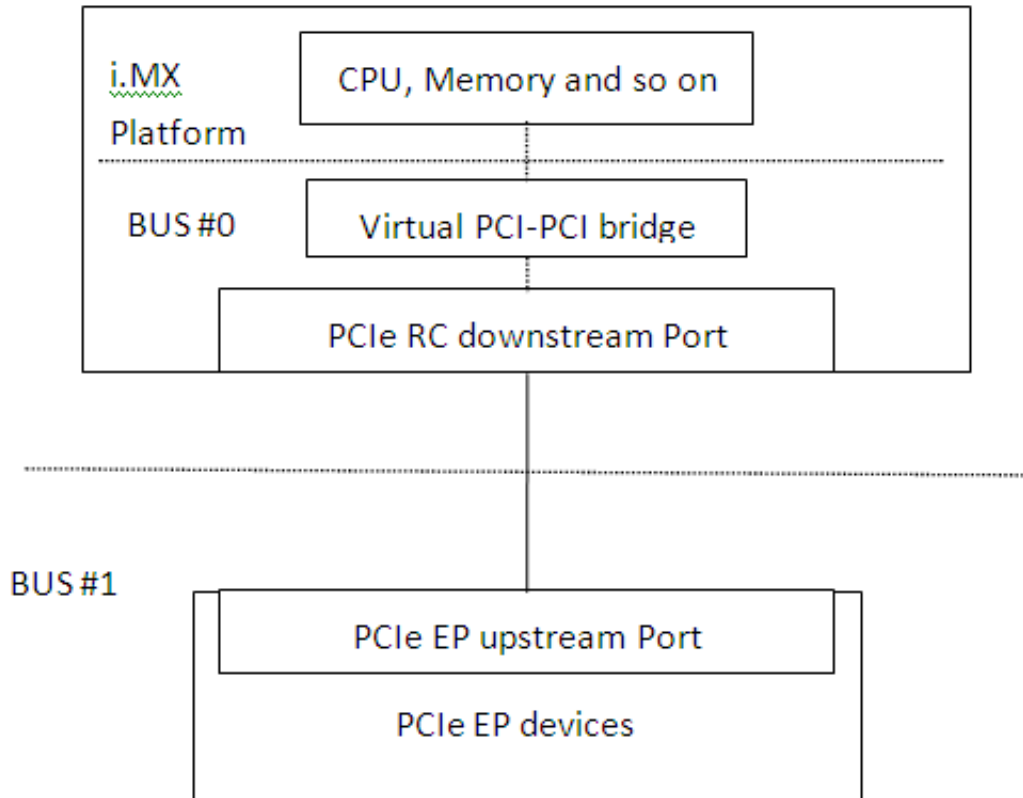 i.MX
Platform
CPU, Memory and so on
BUS #0
Virtual PCI-PCI bridge
PCIe RC downstream Port
BUS #1
PCIe EP upstream Port
PCIe EP devices